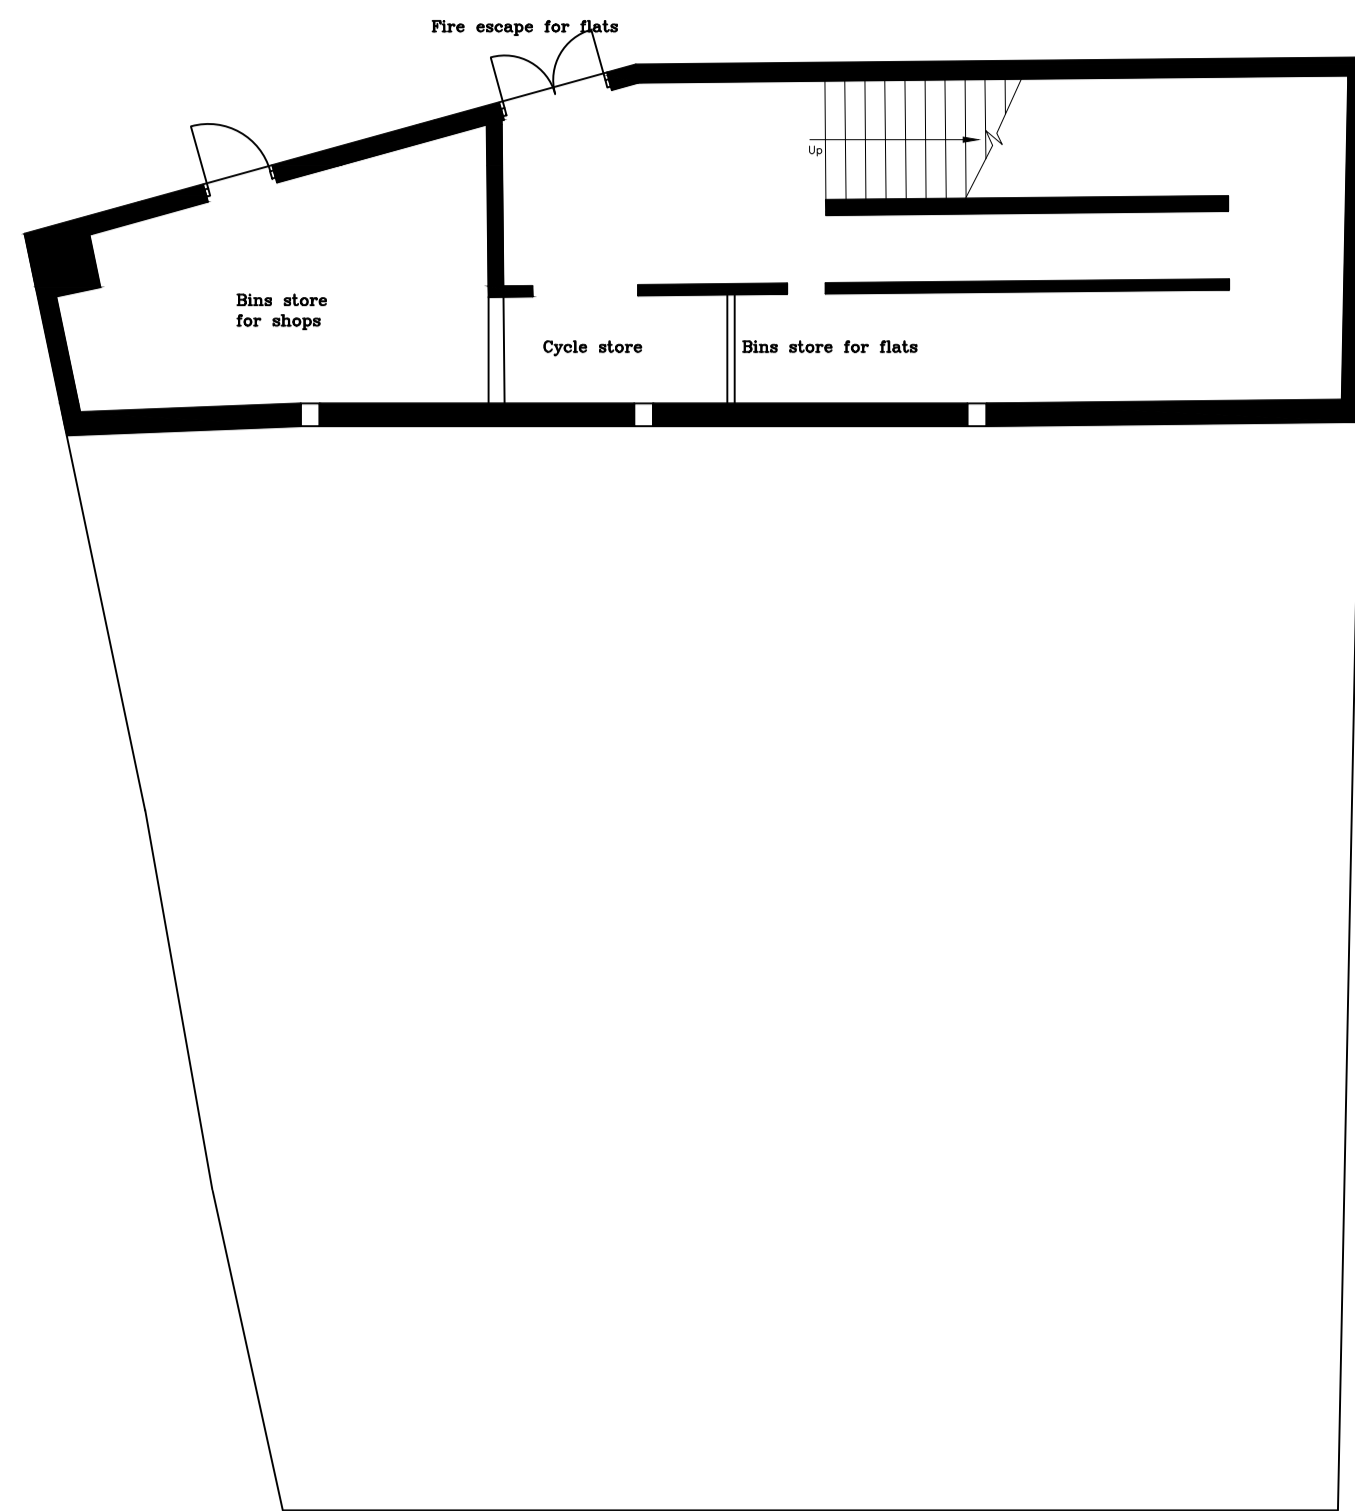 Fire escape for flats
Up
Bins store
for shops
Cycle store
Bins store for flats